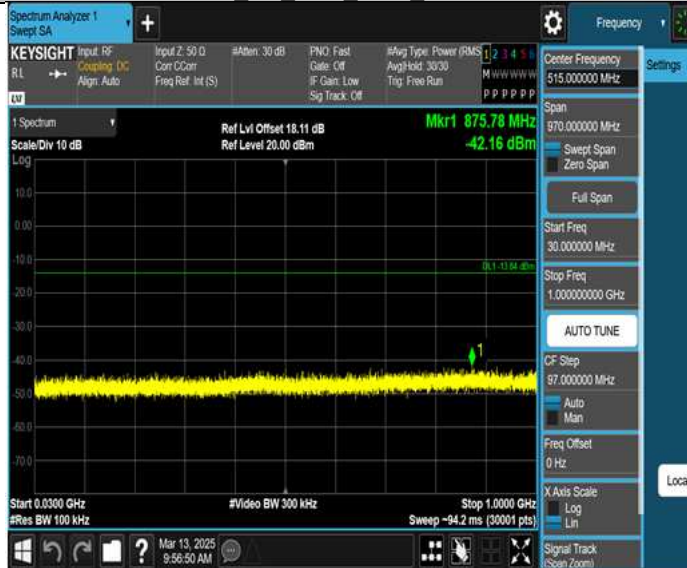 Spectrum Analyzer 1
Swept SA
+
Frequency
KEYSIGHT
RL
Input: RF
Coupling: DC
Align: Auto
Input Z: 50 Ω
Corr CCorr
Freq Ref: Int (S)
#Atten: 30 dB
PNO: Fast
Gate: Off
IF Gain: Low
Sig Track: Off
#Avg Type: Power (RMS
Avg|Hold: 30/30
Trig: Free Run
1 2 3 4 5 6
M W W W W W
P P P P P P
LXI
1 Spectrum
Scale/Div 10 dB
Log
Ref Lvl Offset 18.11 dB
Ref Level 20.00 dBm
Mkr1 875.78 MHz
-42.16 dBm
10.0
0.00
-10.0
DL1 -13.64 dBm
-20.0
-30.0
-40.0
1
-50.0
-60.0
-70.0
Start 0.0300 GHz
#Res BW 100 kHz
#Video BW 300 kHz
Stop 1.0000 GHz
Sweep ~94.2 ms (30001 pts)
Mar 13, 2025
9:56:50 AM
Center Frequency
515.000000 MHz
Settings
Span
970.000000 MHz
Swept Span
Zero Span
Full Span
Start Freq
30.000000 MHz
Stop Freq
1.000000000 GHz
AUTO TUNE
CF Step
97.000000 MHz
Auto
Man
Freq Offset
0 Hz
X Axis Scale
Log
Lin
Loca
Signal Track
(Span Zoom)